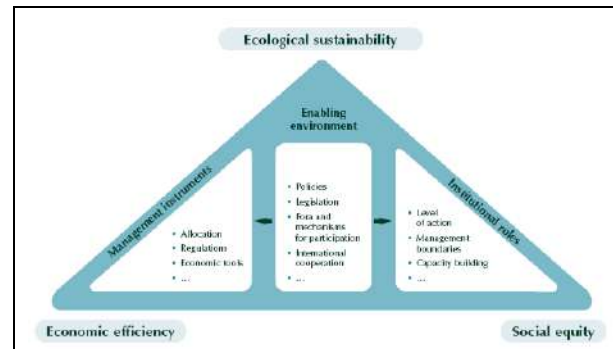 Ecological sustainability
Enabling
environment
Management instruments
Institutional roles
• Policies
• Legislation
• Fora and
mechanisms
for participation
• International
cooperation
• ...
• Allocation
• Regulations
• Economic tools
• ...
• Level
of action
• Management
boundaries
• Capacity building
• ...
Economic efficiency
Social equity